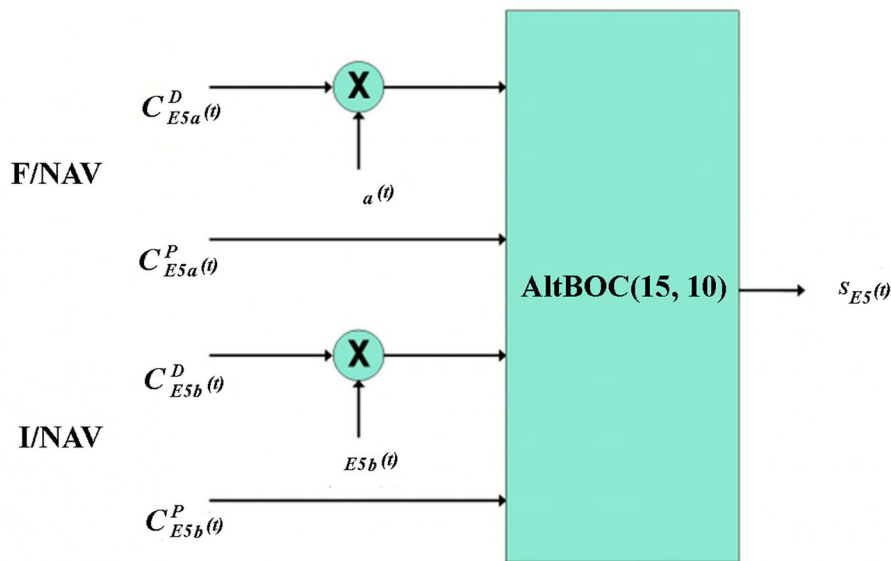 X
C^D_E5a(t)
F/NAV
a(t)
C^P_E5a(t)
AltBOC(15, 10)
s_E5(t)
X
C^D_E5b(t)
I/NAV
E5b(t)
C^P_E5b(t)